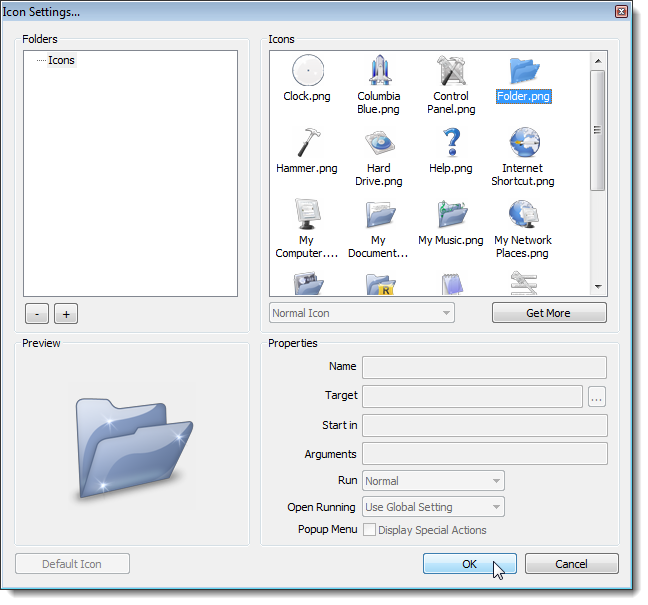 Icon Settings...
Folders
Icons
Icons
Clock.png
Columbia
Blue.png
Control
Panel.png
Folder.png
Hammer.png
Hard
Drive.png
Help.png
Internet
Shortcut.png
My
Computer....
My
Document...
My Music.png
My Network
Places.png
R
- +
Normal Icon
Get More
Preview
Properties
Name
Target
...
Start in
Arguments
Run
Normal
Open Running
Use Global Setting
Popup Menu
Display Special Actions
Default Icon
OK
Cancel